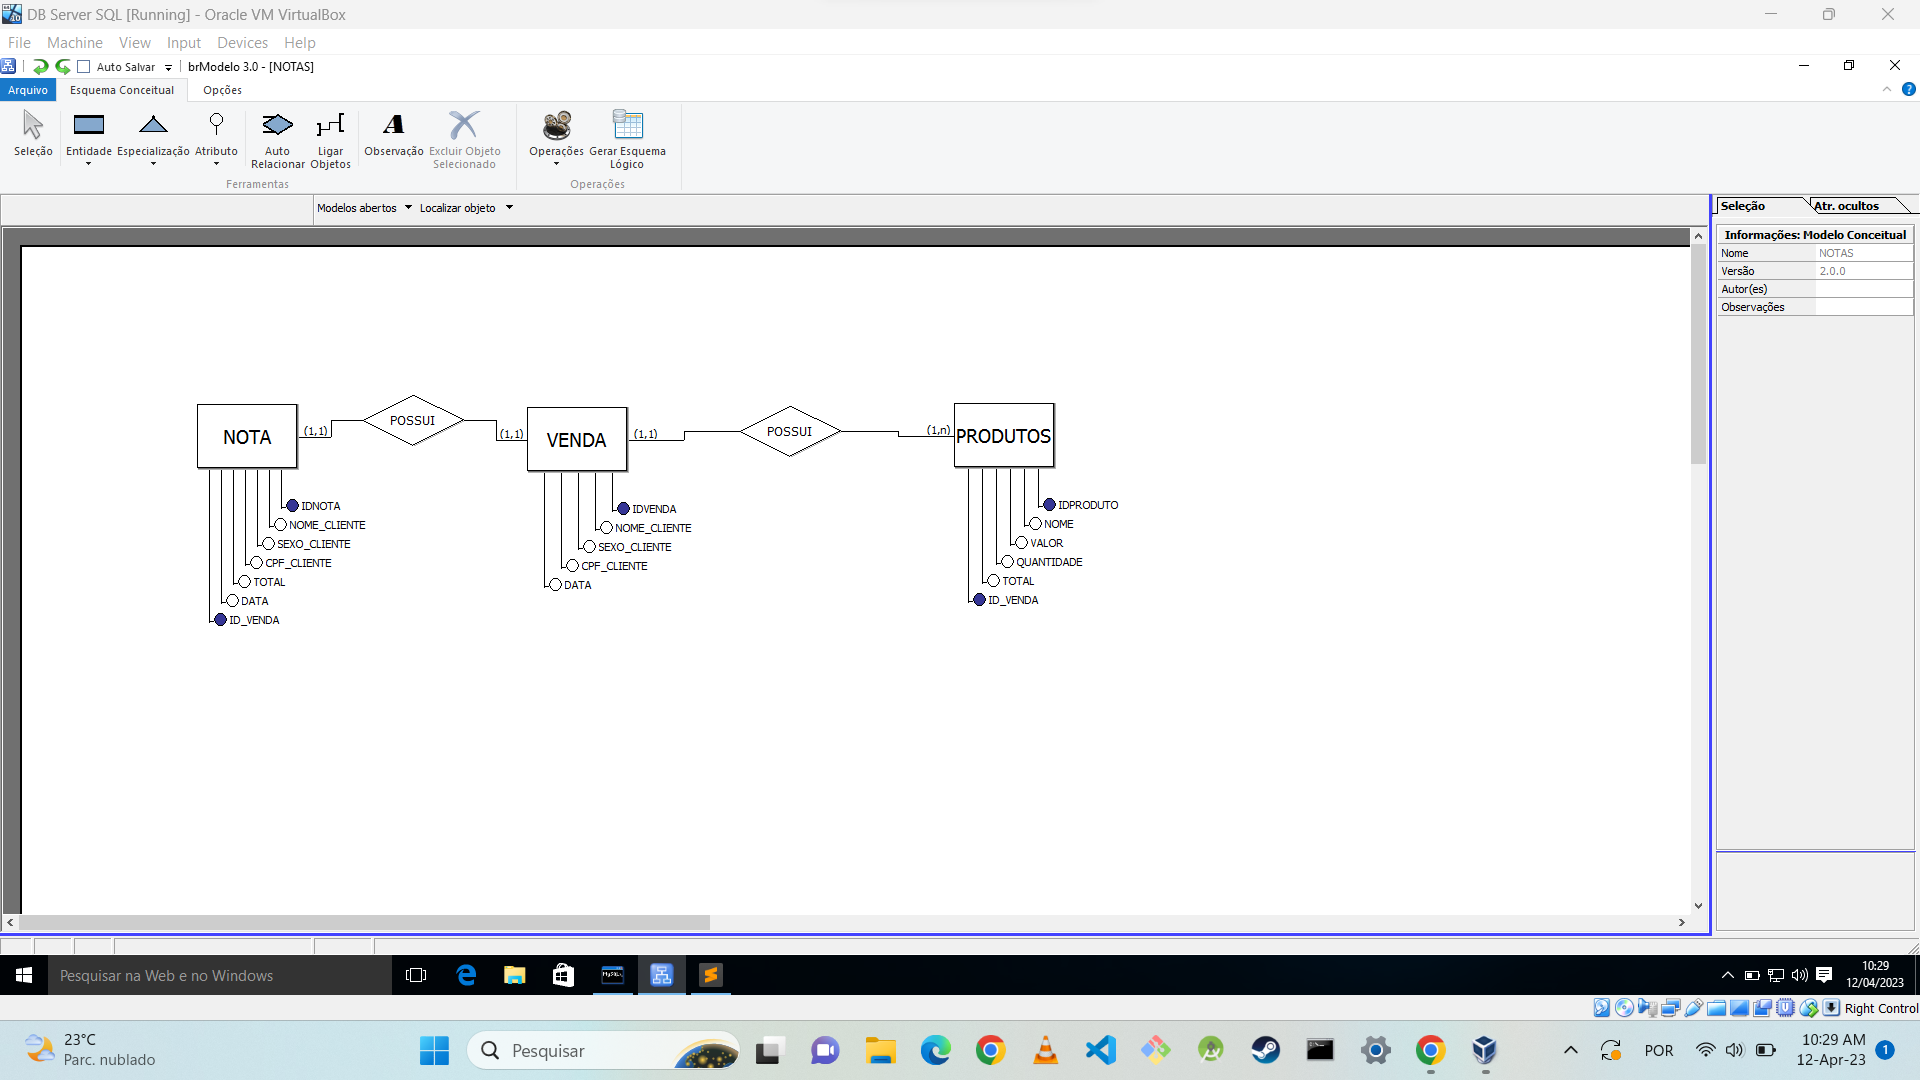 DB Server SQL [Running] - Oracle VM VirtualBox
File Machine View Input Devices Help
Auto Salvar brModelo 3.0 - [NOTAS]
Arquivo Esquema Conceitual Opções
Seleção Entidade Especialização Atributo Auto Relacionar Ligar Objetos Observação Excluir Objeto Selecionado Operações Gerar Esquema Lógico
Ferramentas Operações
Modelos abertos Localizar objeto
Seleção Atr. ocultos
Informações: Modelo Conceitual
Nome NOTAS
Versão 2.0.0
Autor(es)
Observações
NOTA (1,1) POSSUI (1,1) VENDA (1,1) POSSUI (1,n) PRODUTOS
IDNOTA
NOME_CLIENTE
SEXO_CLIENTE
CPF_CLIENTE
TOTAL
DATA
ID_VENDA
IDVENDA
NOME_CLIENTE
SEXO_CLIENTE
CPF_CLIENTE
DATA
IDPRODUTO
NOME
VALOR
QUANTIDADE
TOTAL
ID_VENDA
Pesquisar na Web e no Windows
10:29
12/04/2023
Right Control
23°C
Parc. nublado
Pesquisar
POR
10:29 AM
12-Apr-23
1